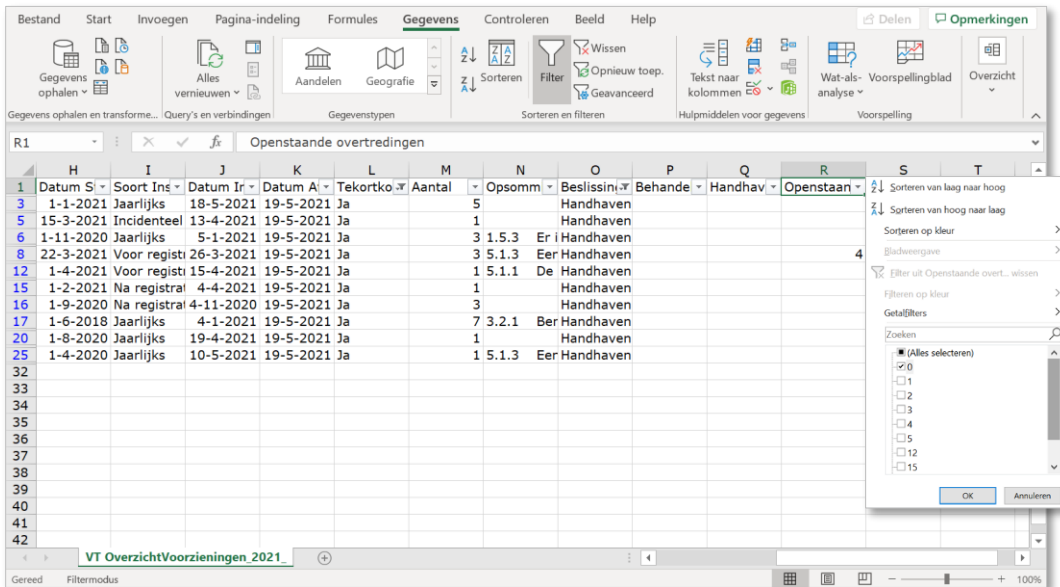 Bestand Start Invoegen Pagina-indeling Formules Gegevens Controleren Beeld Help Delen Opmerkingen
Gegevens ophalen
Alles vernieuwen
Aandelen Geografie
Sorteren Filter
Wissen
Opnieuw toep.
Geavanceerd
Tekst naar kolommen
Wat-als-analyse Voorspellingblad
Overzicht
Gegevens ophalen en transforme... Query's en verbindingen Gegevenstypen Sorteren en filteren Hulpmiddelen voor gegevens Voorspelling
R1 fx Openstaande overtredingen
H I J K L M N O P Q R S T
1 Datum S Soort Ins Datum Ir Datum A Tekortko Aantal Opsomm Beslissin Behande Handhav Openstaan
3 1-1-2021 Jaarlijks 18-5-2021 19-5-2021 Ja 5 Handhaven
5 15-3-2021 Incidenteel 13-4-2021 19-5-2021 Ja 1 Handhaven
6 1-11-2020 Jaarlijks 5-1-2021 19-5-2021 Ja 3 1.5.3 Er i Handhaven
8 22-3-2021 Voor registr 26-3-2021 19-5-2021 Ja 3 5.1.3 Eer Handhaven 4
12 1-4-2021 Voor registr 15-4-2021 19-5-2021 Ja 1 5.1.1 De Handhaven
15 1-2-2021 Na registrat 4-4-2021 19-5-2021 Ja 1 Handhaven
16 1-9-2020 Na registrat 4-11-2020 19-5-2021 Ja 3 Handhaven
17 1-6-2018 Jaarlijks 4-1-2021 19-5-2021 Ja 7 3.2.1 Ber Handhaven
20 1-8-2020 Jaarlijks 19-4-2021 19-5-2021 Ja 1 Handhaven
25 1-4-2020 Jaarlijks 10-5-2021 19-5-2021 Ja 1 5.1.3 Eer Handhaven
32
33
34
35
36
37
38
39
40
41
42
Sorteren van laag naar hoog
Sorteren van hoog naar laag
Sorteren op kleur
Bladweergave
Filter uit Openstaande overt... wissen
Filteren op kleur
Getalfilters
Zoeken
(Alles selecteren)
0
1
2
3
4
5
12
15
OK Annuleren
VT OverzichtVoorzieningen_2021_
Gereed Filtermodus 100%